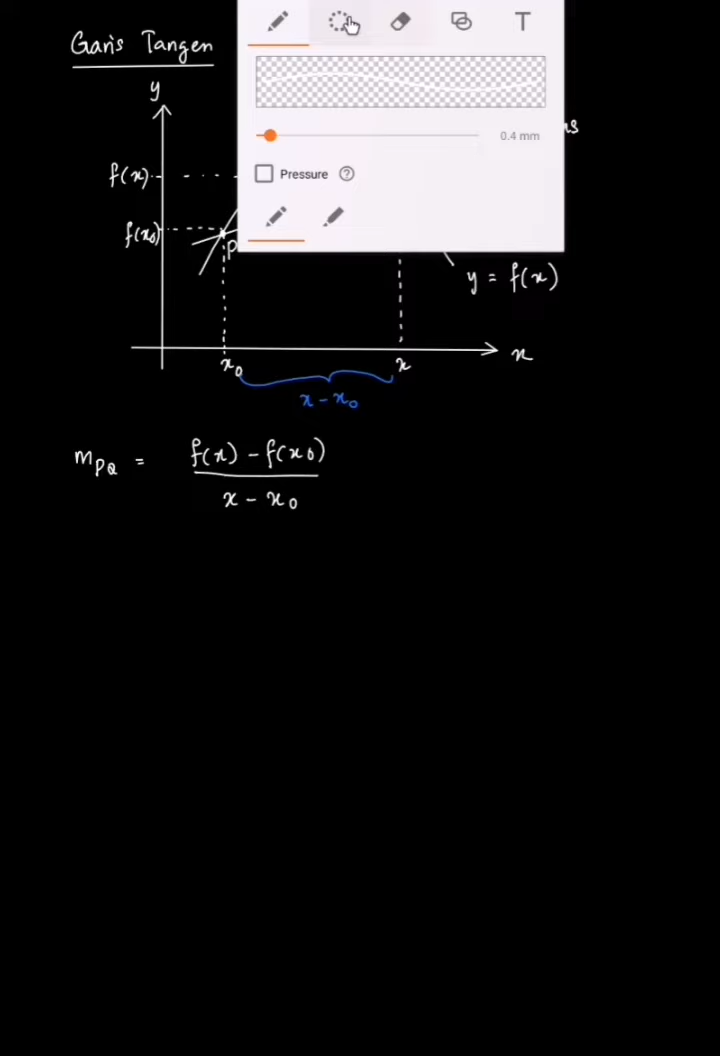 Garis Tangen
T
y
0.4 mm
f(x)
Pressure
f(x₀)
P
y = f(x)
x₀
x
x
x - x₀
m_PQ = f(x) - f(x₀)
x - x₀